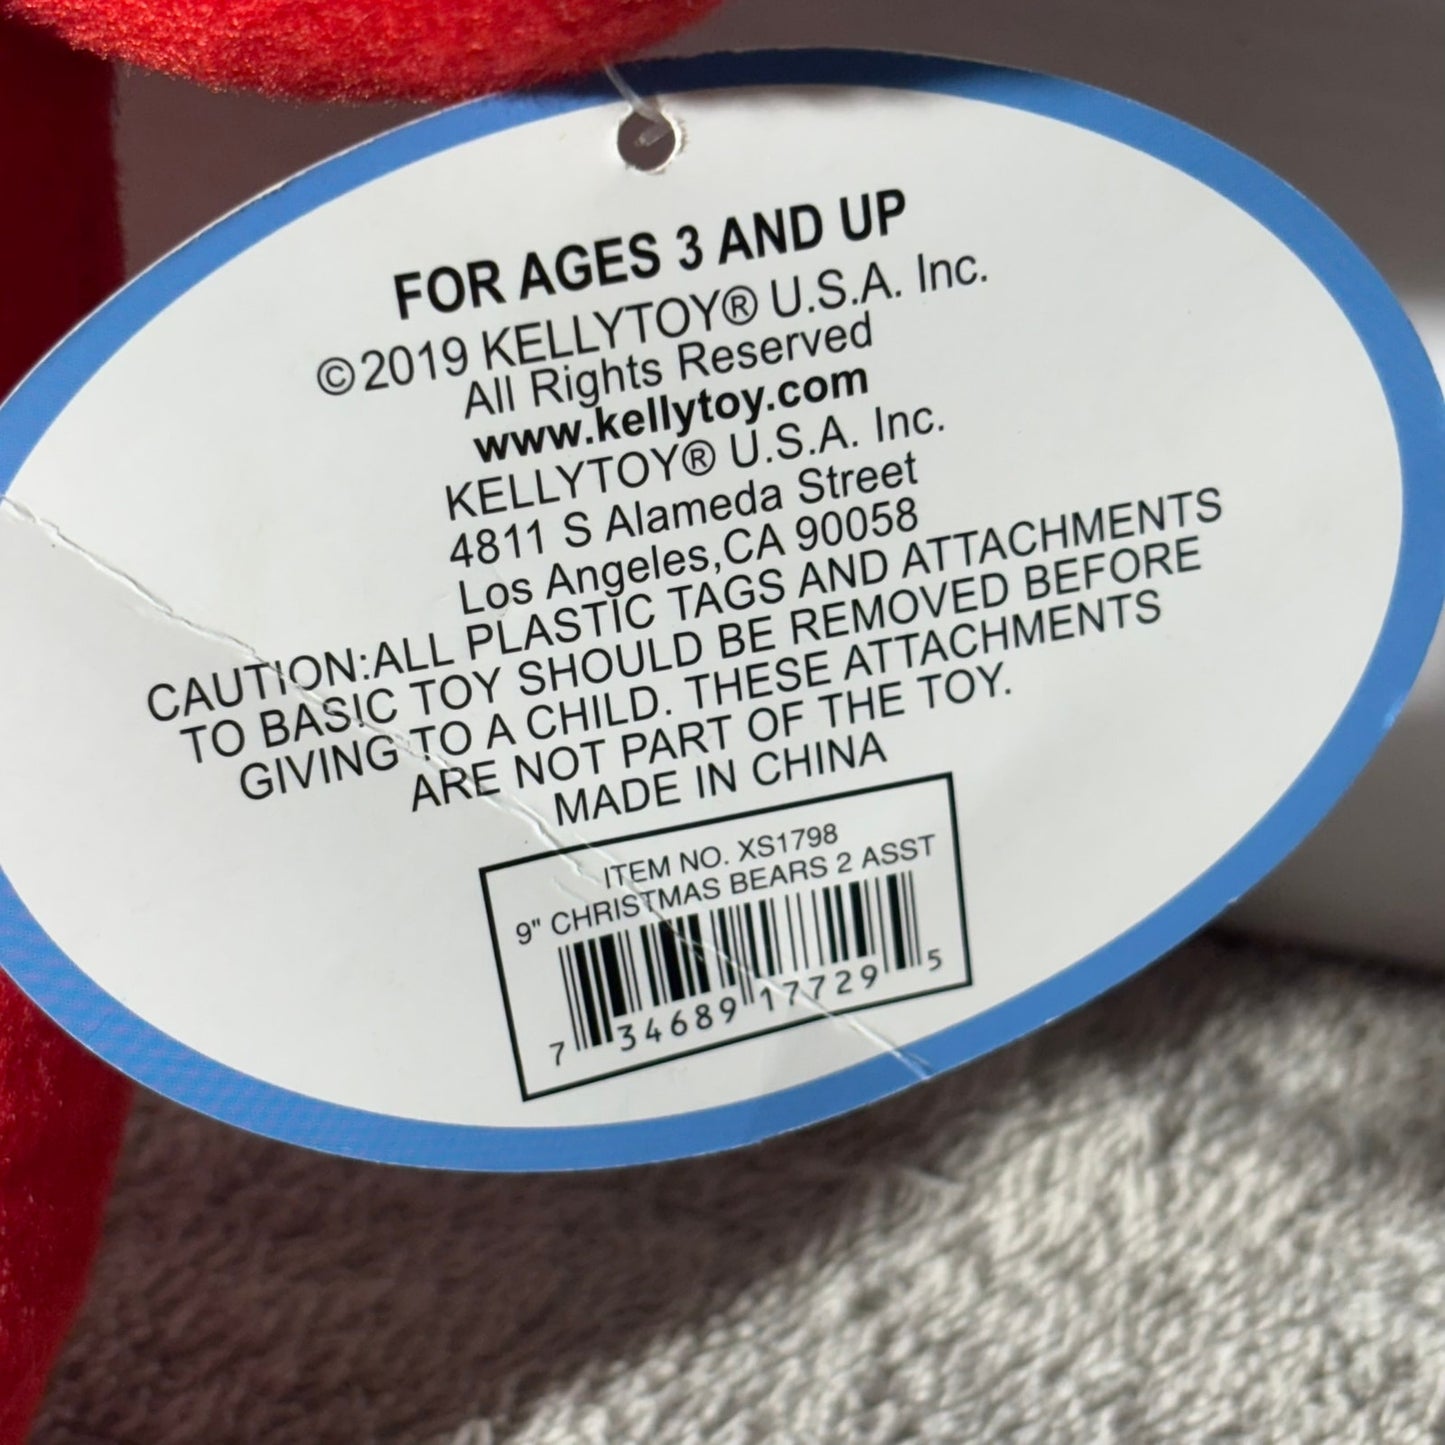 FOR AGES 3 AND UP
©2019 KELLYTOY® U.S.A. Inc.
All Rights Reserved
www.kellytoy.com
KELLYTOY® U.S.A. Inc.
4811 S Alameda Street
Los Angeles,CA 90058
CAUTION:ALL PLASTIC TAGS AND ATTACHMENTS
TO BASIC TOY SHOULD BE REMOVED BEFORE
GIVING TO A CHILD. THESE ATTACHMENTS
ARE NOT PART OF THE TOY.
MADE IN CHINA
ITEM NO. XS1798
9" CHRISTMAS BEARS 2 ASST
7 34689 17729 5